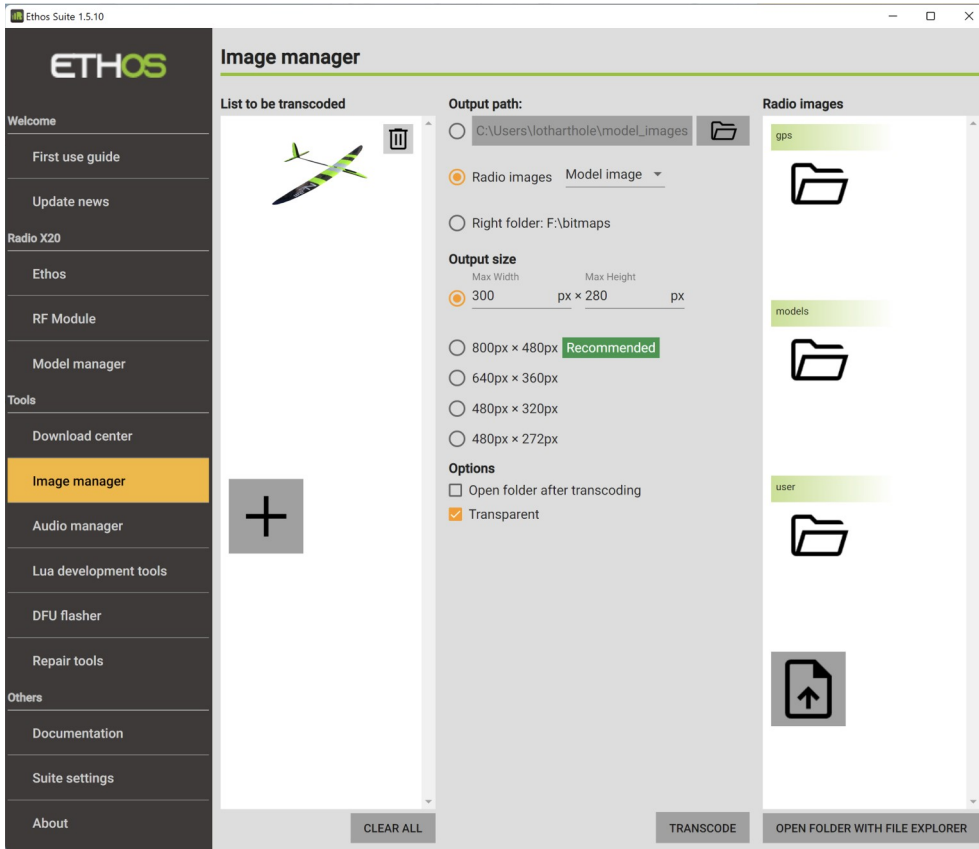 Ethos Suite 1.5.10
ETHOS
Welcome
First use guide
Update news
Radio X20
Ethos
RF Module
Model manager
Tools
Download center
Image manager
Audio manager
Lua development tools
DFU flasher
Repair tools
Others
Documentation
Suite settings
About
Image manager
List to be transcoded
CLEAR ALL
Output path:
C:\Users\lotharthole\model_images
Radio images Model image
Right folder: F:\bitmaps
Output size
Max Width Max Height
300 px × 280 px
800px × 480px Recommended
640px × 360px
480px × 320px
480px × 272px
Options
Open folder after transcoding
Transparent
TRANSCODE
Radio images
gps
models
user
OPEN FOLDER WITH FILE EXPLORER